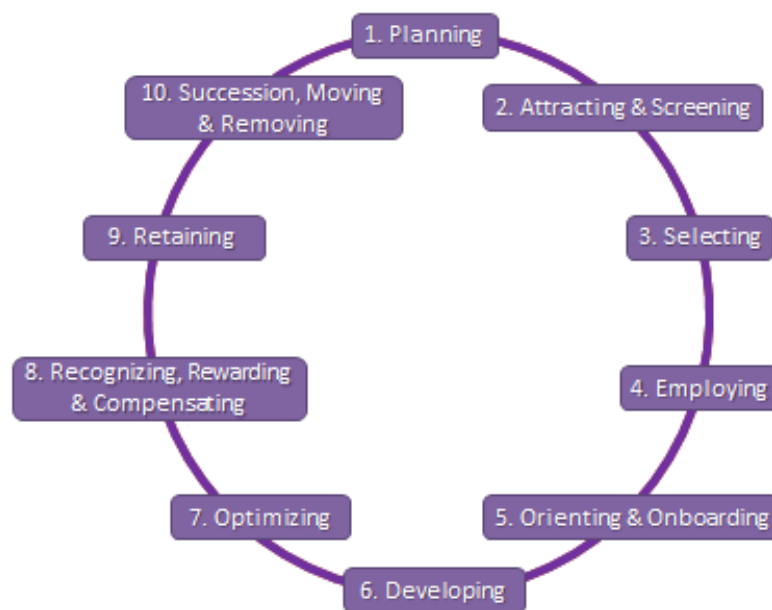 1. Planning
2. Attracting & Screening
3. Selecting
4. Employing
5. Orienting & Onboarding
6. Developing
7. Optimizing
8. Recognizing, Rewarding
& Compensating
9. Retaining
10. Succession, Moving
& Removing